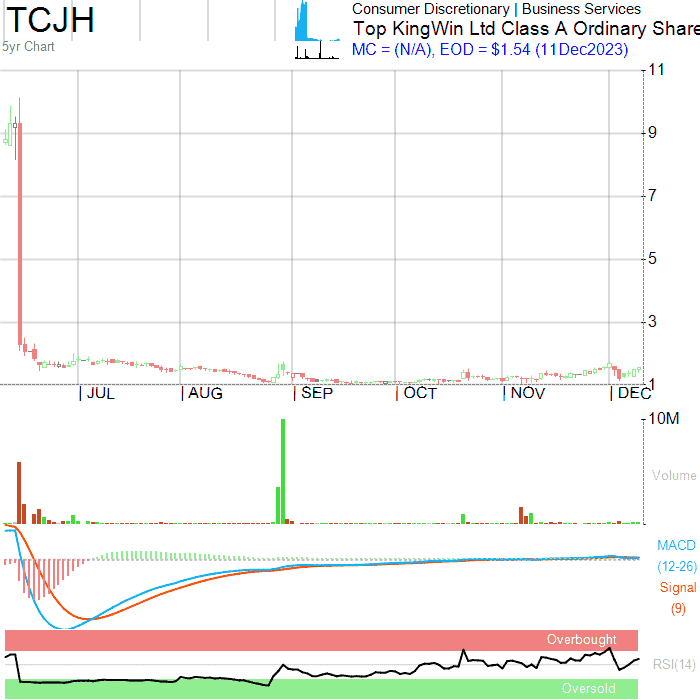 TCJH
5yr Chart
Consumer Discretionary | Business Services
Top KingWin Ltd Class A Ordinary Share
MC = (N/A), EOD = $1.54 (11Dec2023)
11
9
7
5
3
1
JUL AUG SEP OCT NOV DEC
10M
Volume
MACD
(12-26)
Signal
(9)
Overbought
RSI(14)
Oversold